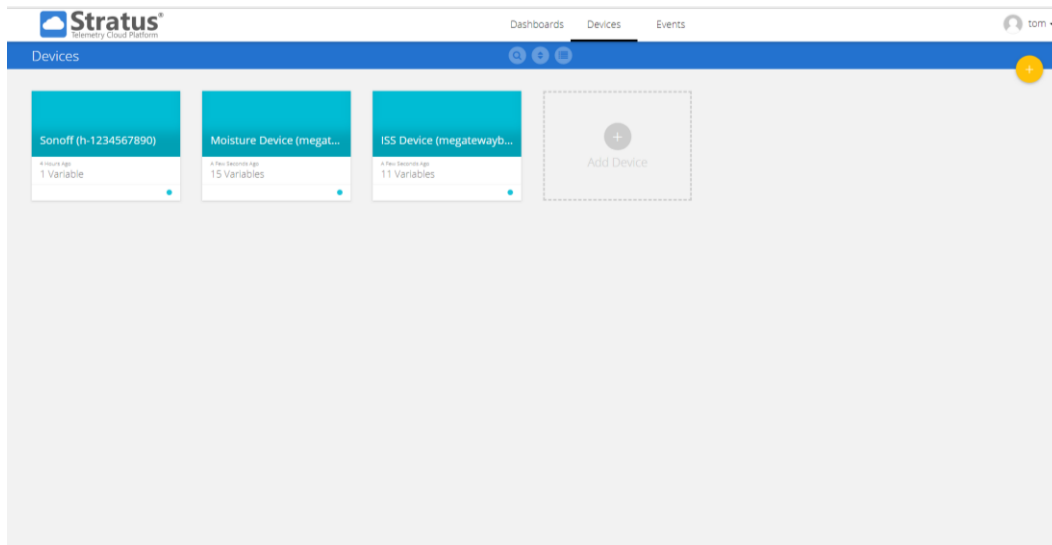 Stratus®
Telemetry Cloud Platform
Dashboards Devices Events
tom
Devices
Sonoff (h-1234567890)
4 Hours Ago
1 Variable
Moisture Device (megat...
A Few Seconds Ago
15 Variables
ISS Device (megatewayb...
A Few Seconds Ago
11 Variables
Add Device